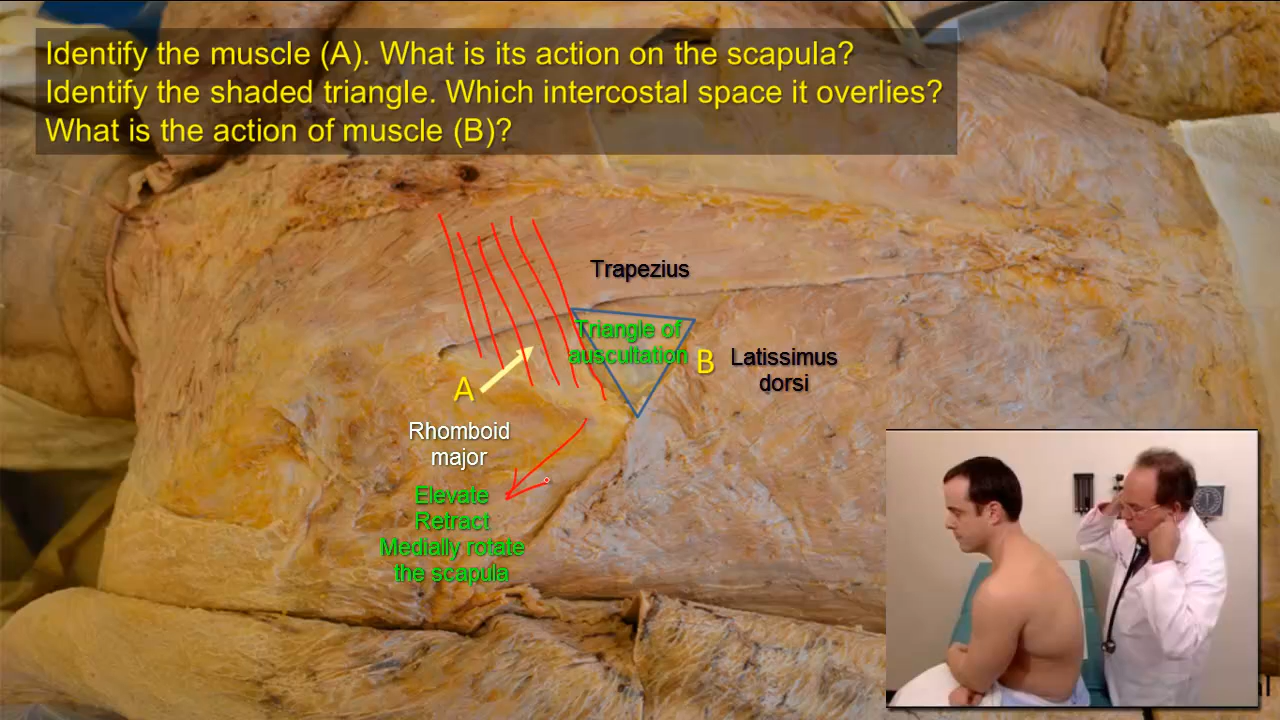 Identify the muscle (A). What is its action on the scapula?
Identify the shaded triangle. Which intercostal space it overlies?
What is the action of muscle (B)?
Trapezius
Triangle of
auscultation
B
Latissimus
dorsi
A
Rhomboid
major
Elevate
Retract
Medially rotate
the scapula